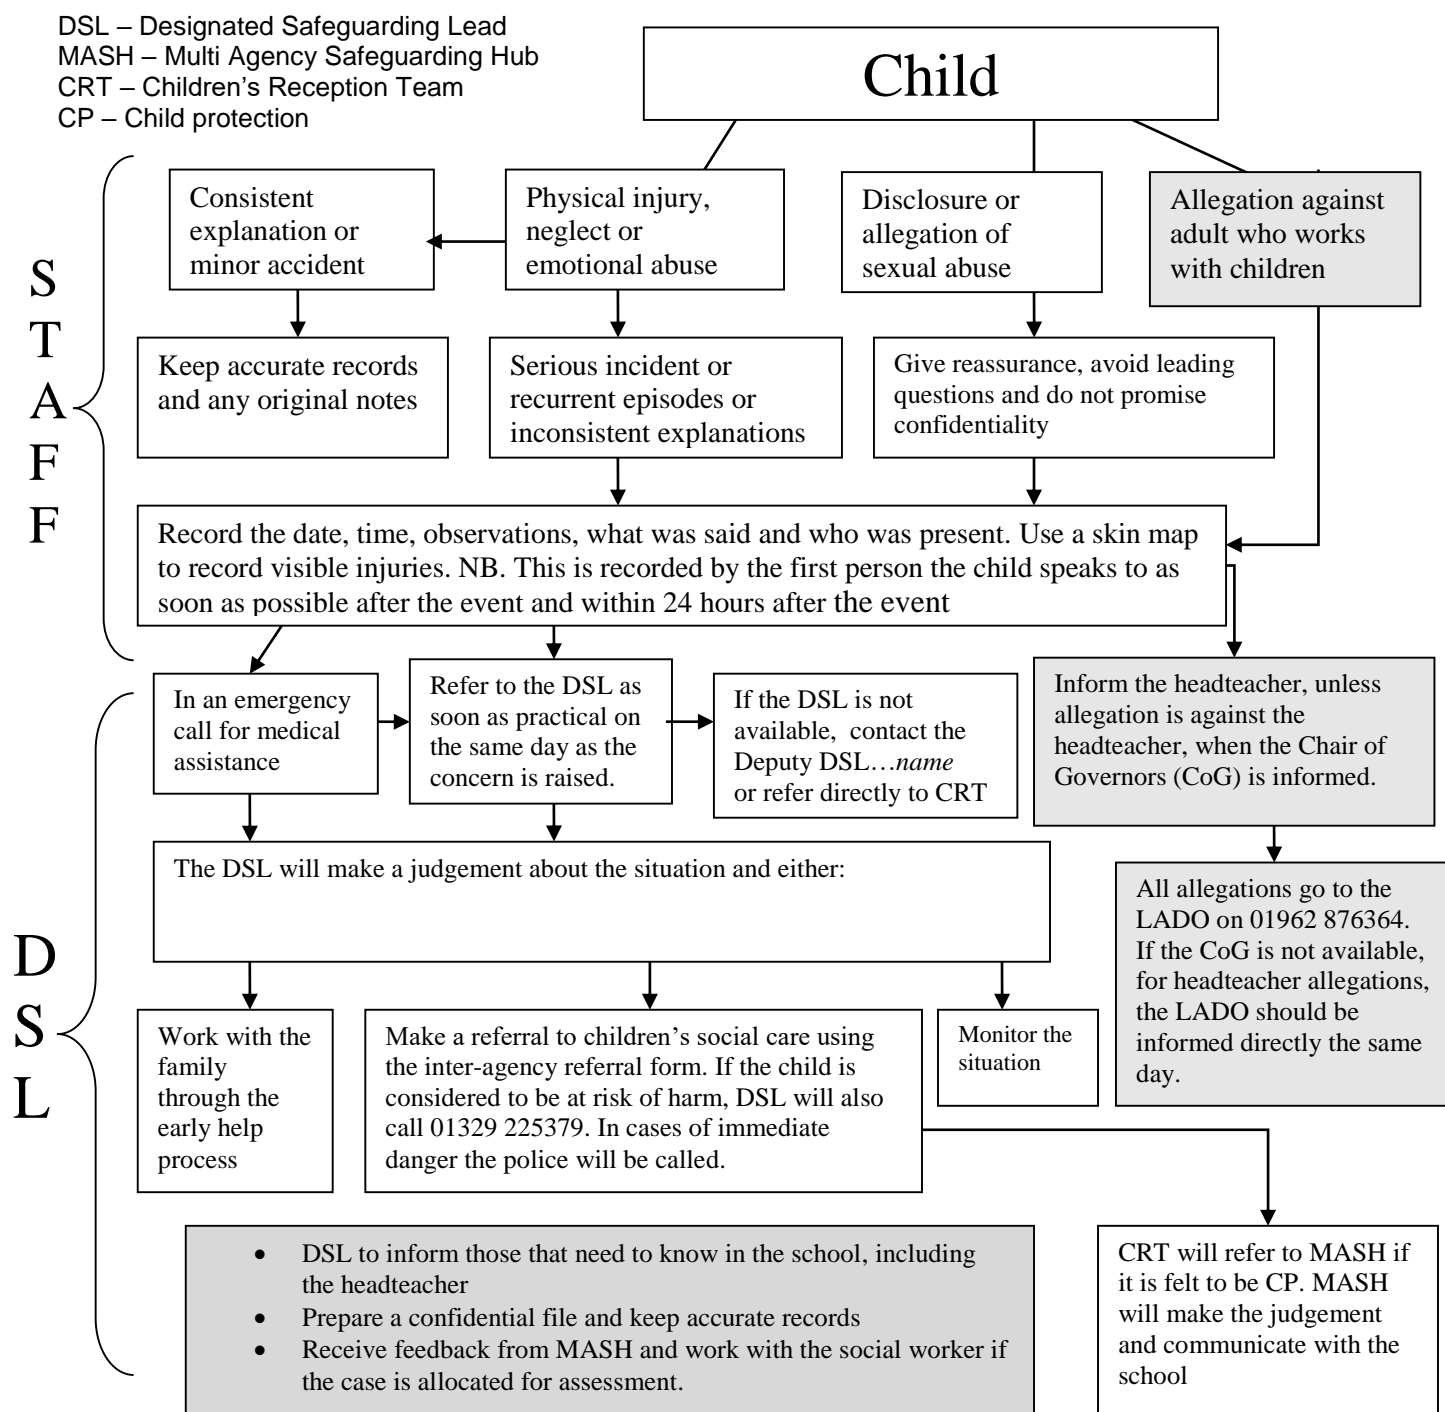 DSL – Designated Safeguarding Lead
MASH – Multi Agency Safeguarding Hub
CRT – Children's Reception Team
CP – Child protection
Child
S
T
A
F
F
Consistent
explanation or
minor accident
Physical injury,
neglect or
emotional abuse
Disclosure or
allegation of
sexual abuse
Allegation against
adult who works
with children
Keep accurate records
and any original notes
Serious incident or
recurrent episodes or
inconsistent explanations
Give reassurance, avoid leading
questions and do not promise
confidentiality
Record the date, time, observations, what was said and who was present. Use a skin map
to record visible injuries. NB. This is recorded by the first person the child speaks to as
soon as possible after the event and within 24 hours after the event
D
S
L
In an emergency
call for medical
assistance
Refer to the DSL as
soon as practical on
the same day as the
concern is raised.
If the DSL is not
available,  contact the
Deputy DSL…name
or refer directly to CRT
Inform the headteacher, unless
allegation is against the
headteacher, when the Chair of
Governors (CoG) is informed.
The DSL will make a judgement about the situation and either:
All allegations go to the
LADO on 01962 876364.
If the CoG is not available,
for headteacher allegations,
the LADO should be
informed directly the same
day.
Work with the
family
through the
early help
process
Make a referral to children's social care using
the inter-agency referral form. If the child is
considered to be at risk of harm, DSL will also
call 01329 225379. In cases of immediate
danger the police will be called.
Monitor the
situation
• DSL to inform those that need to know in the school, including
the headteacher
• Prepare a confidential file and keep accurate records
• Receive feedback from MASH and work with the social worker if
the case is allocated for assessment.
CRT will refer to MASH if
it is felt to be CP. MASH
will make the judgement
and communicate with the
school